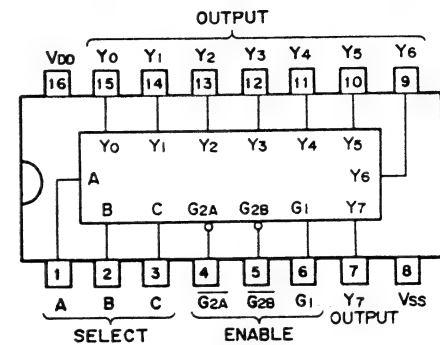 OUTPUT
VDD Y0 Y1 Y2 Y3 Y4 Y5 Y6
16 15 14 13 12 11 10 9
Y0 Y1 Y2 Y3 Y4 Y5
A Y6
B C G2A G2B G1 Y7
1 2 3 4 5 6 7 8
A B C G2A G2B G1 Y7 VSS
SELECT ENABLE OUTPUT